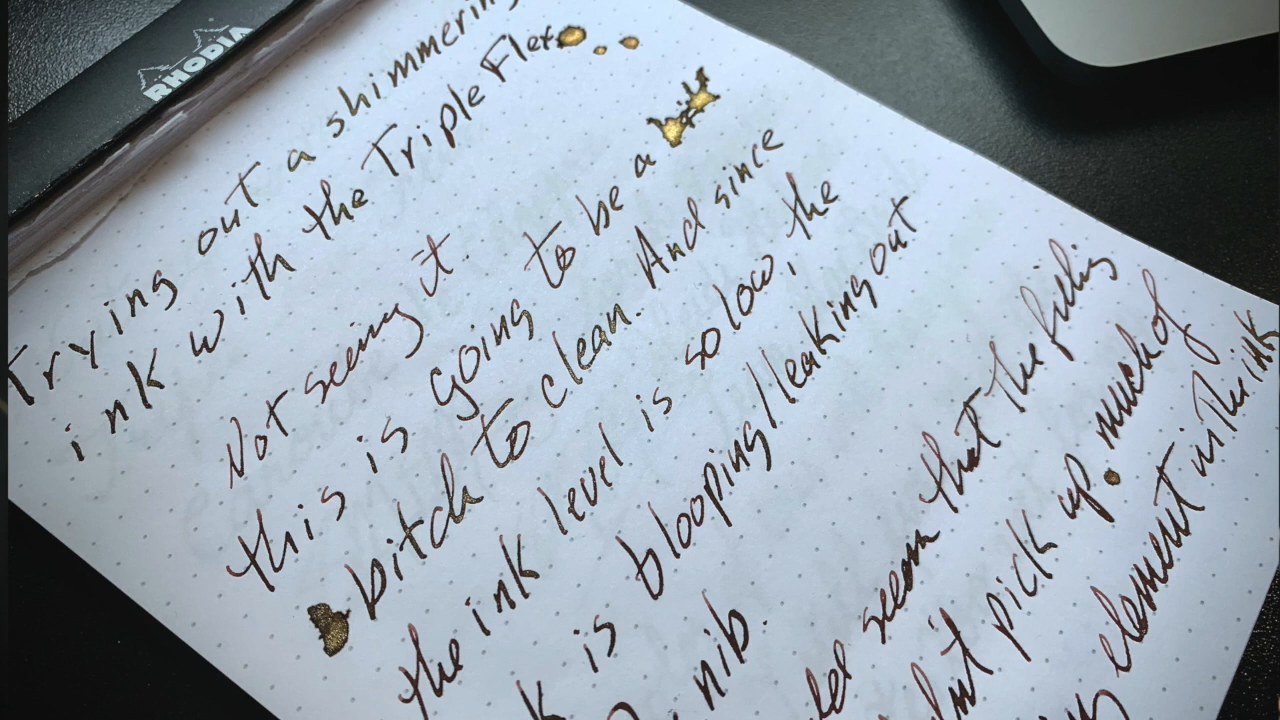 RHODIA
Trying out a shimmering
ink with the Triple Flex.
Not seeing it.
this is going to be a
bitch to clean. And since
the ink level is so low, the
is blooping/leaking out
nib.
seem that the filling
pick up much of
element in the ink